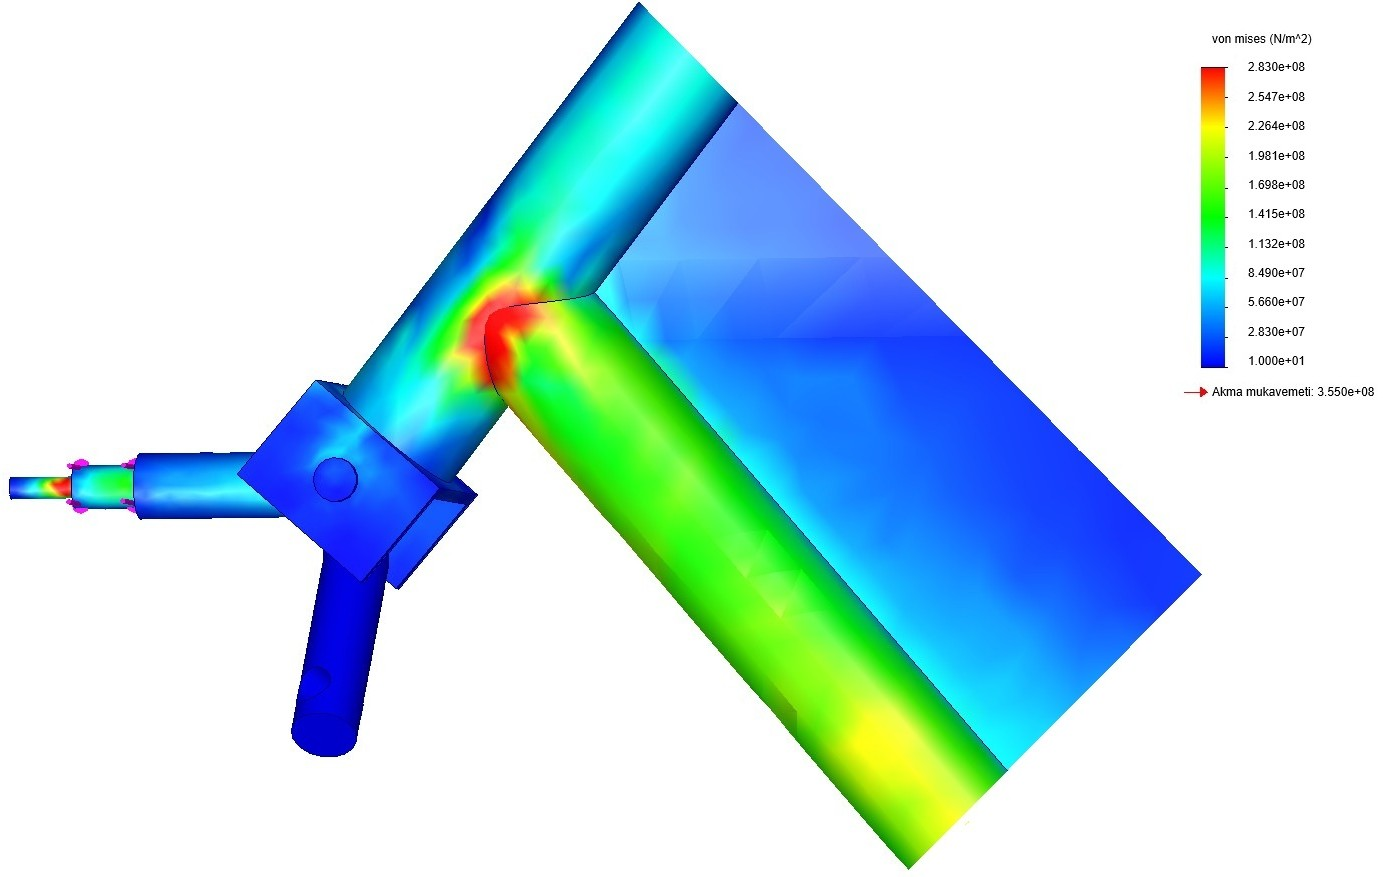 von mises (N/m^2)
2.830e+08
2.547e+08
2.264e+08
1.981e+08
1.698e+08
1.415e+08
1.132e+08
8.490e+07
5.660e+07
2.830e+07
1.000e+01
Akma mukavemeti: 3.550e+08